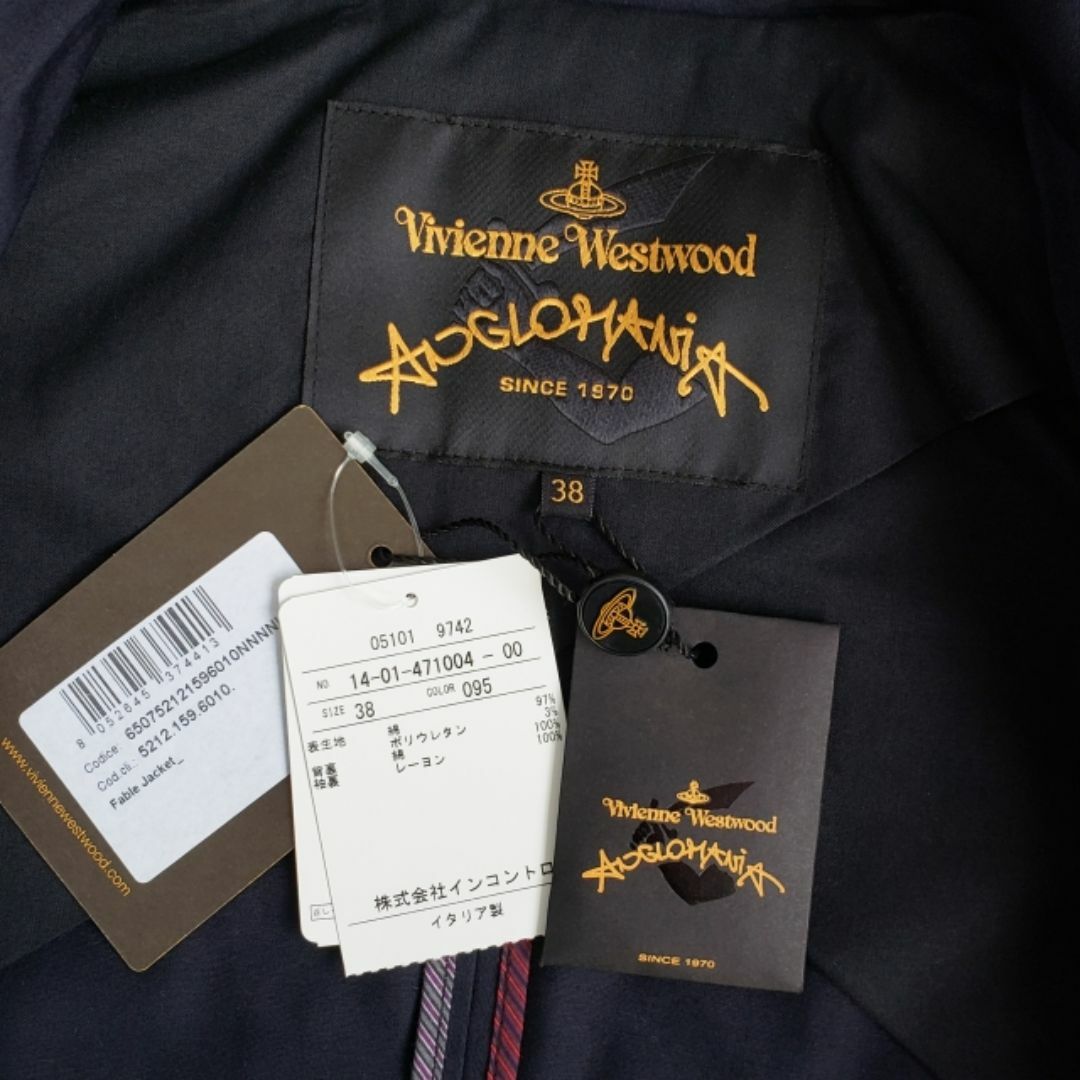 Vivienne Westwood
ANGLOMANIA
SINCE 1970
38
8 052645 374413
Codice: 650752121596010NNNN
Cod.cli.: 5212.159.6010.
Fable Jacket_
www.viviennewestwood.com
05101 9742
NO. 14-01-471004-00
SIZE 38 COLOR 095
表生地 綿 97%
ポリウレタン 3%
背裏 綿 100%
袖裏 レーヨン 100%
株式会社インコントロ
イタリア製
Vivienne Westwood
ANGLOMANIA
SINCE 1970